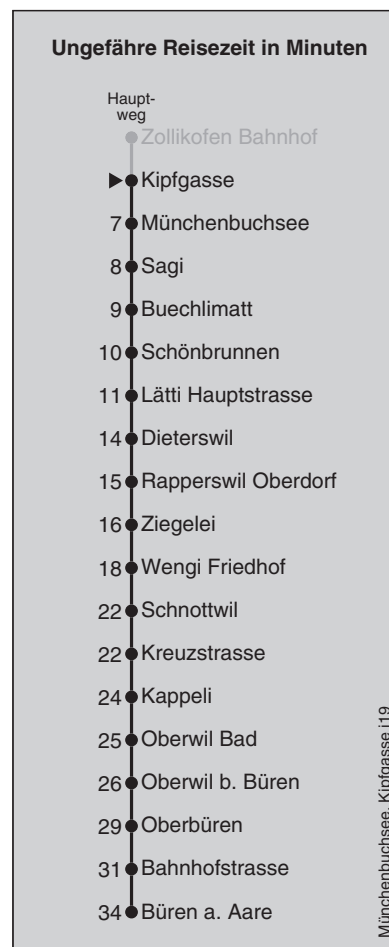 Ungefähre Reisezeit in Minuten
Haupt-
weg
Zollikofen Bahnhof
Kipfgasse
7 Münchenbuchsee
8 Sagi
9 Buechlimatt
10 Schönbrunnen
11 Lätti Hauptstrasse
14 Dieterswil
15 Rapperswil Oberdorf
16 Ziegelei
18 Wengi Friedhof
22 Schnottwil
22 Kreuzstrasse
24 Kappeli
25 Oberwil Bad
26 Oberwil b. Büren
29 Oberbüren
31 Bahnhofstrasse
34 Büren a. Aare
Münchenbuchsee, Kipfgasse j19